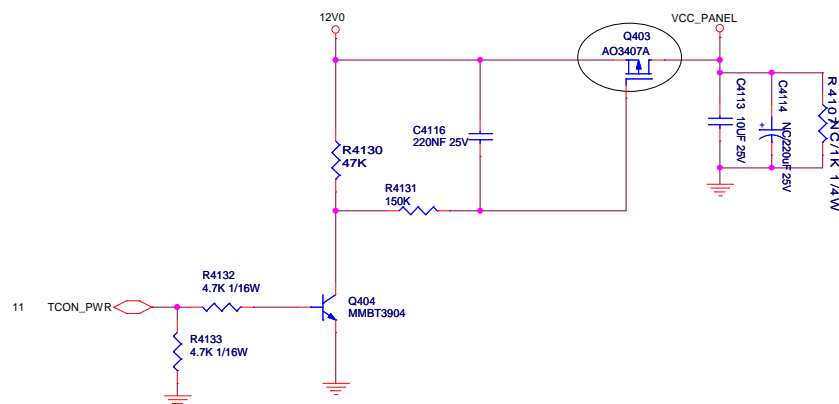 12V0
Q403
AO3407A
VCC_PANEL
C4116
220NF 25V
R4130
47K
R4131
150K
C4113
10UF 25V
C4114
NC/220uF 25V
NC/1K 1/4W
R4132
4.7K 1/16W
11 TCON_PWR
Q404
MMBT3904
R4133
4.7K 1/16W